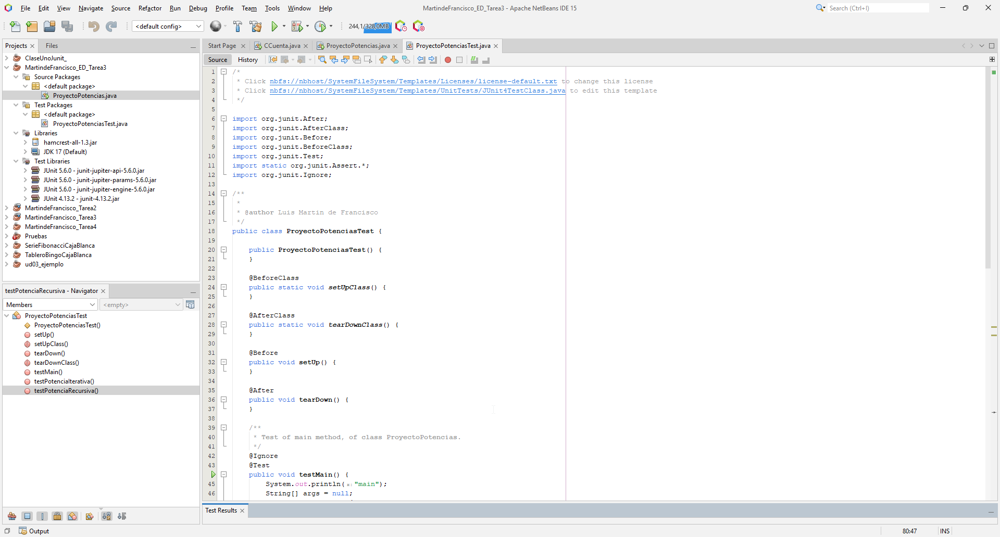 File Edit View Navigate Source Refactor Run Debug Profile Team Tools Window Help
MartindeFrancisco_ED_Tarea3 - Apache NetBeans IDE 15
Search (Ctrl+I)
<default config>
244,1/328,0MB
Projects
Files
ClaseUnoJunit_
MartindeFrancisco_ED_Tarea3
Source Packages
<default package>
ProyectoPotencias.java
Test Packages
<default package>
ProyectoPotenciasTest.java
Libraries
hamcrest-all-1.3.jar
JDK 17 (Default)
Test Libraries
JUnit 5.6.0 - junit-jupiter-api-5.6.0.jar
JUnit 5.6.0 - junit-jupiter-params-5.6.0.jar
JUnit 5.6.0 - junit-jupiter-engine-5.6.0.jar
JUnit 4.13.2 - junit-4.13.2.jar
MartindeFrancisco_Tarea2
MartindeFrancisco_Tarea3
MartindeFrancisco_Tarea4
Pruebas
SerieFibonacciCajaBlanca
TableroBingoCajaBlanca
ud03_ejemplo
testPotenciaRecursiva - Navigator
Members
<empty>
ProyectoPotenciasTest
ProyectoPotenciasTest()
setUp()
setUpClass()
tearDown()
tearDownClass()
testMain()
testPotenciaIterativa()
testPotenciaRecursiva()
Start Page
CCuenta.java
ProyectoPotencias.java
ProyectoPotenciasTest.java
Source
History
1 /*
2 * Click nbfs://nbhost/SystemFileSystem/Templates/Licenses/license-default.txt to change this license
3 * Click nbfs://nbhost/SystemFileSystem/Templates/UnitTests/JUnit4TestClass.java to edit this template
4 */
5
6 import org.junit.After;
7 import org.junit.AfterClass;
8 import org.junit.Before;
9 import org.junit.BeforeClass;
10 import org.junit.Test;
11 import static org.junit.Assert.*;
12 import org.junit.Ignore;
13
14 /**
15 *
16 * @author Luis Martin de Francisco
17 */
18 public class ProyectoPotenciasTest {
19
20 public ProyectoPotenciasTest() {
21 }
22
23 @BeforeClass
24 public static void setUpClass() {
25 }
26
27 @AfterClass
28 public static void tearDownClass() {
29 }
30
31 @Before
32 public void setUp() {
33 }
34
35 @After
36 public void tearDown() {
37 }
38
39 /**
40 * Test of main method, of class ProyectoPotencias.
41 */
42 @Ignore
43 @Test
public void testMain() {
45 System.out.println(x: "main");
46 String[] args = null;
Test Results
Output
80:47
INS